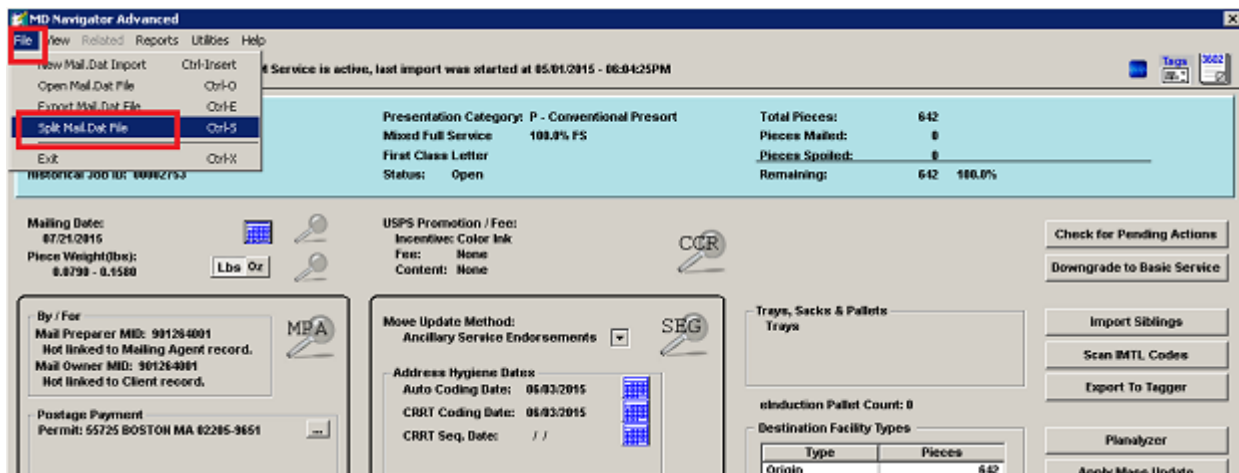 MD Navigator Advanced
File View Related Reports Utilities Help
New Mail.Dat Import Ctrl-Insert
Open Mail.Dat File Ctrl-O
Export Mail.Dat File Ctrl-E
Split Mail.Dat File Ctrl-S
Exit Ctrl-X
Service is active, last import was started at 05/01/2015 - 06:04:25PM
Tags
3602
Historical Job ID: 00002753
Presentation Category: P - Conventional Presort
Mixed Full Service 100.0% FS
First Class Letter
Status: Open
Total Pieces: 642
Pieces Mailed: 0
Pieces Spoiled: 0
Remaining: 642 100.0%
Mailing Date:
07/21/2015
Piece Weight(lbs):
0.0790 - 0.1580
Lbs Oz
USPS Promotion / Fee:
Incentive: Color Ink
Fee: None
Content: None
CCR
Check for Pending Actions
Downgrade to Basic Service
By / For
Mail Preparer MID: 901264001
Not linked to Mailing Agent record.
Mail Owner MID: 901264001
Not linked to Client record.
MPA
Postage Payment
Permit: 55725 BOSTON MA 02205-9651
...
Move Update Method:
Ancillary Service Endorsements
SEG
Address Hygiene Dates
Auto Coding Date: 06/03/2015
CRRT Coding Date: 06/03/2015
CRRT Seq. Date: / /
Trays, Sacks & Pallets
Trays
eInduction Pallet Count: 0
Destination Facility Types
Type Pieces
Origin 642
Import Siblings
Scan IMTL Codes
Export To Tagger
Planalyzer
Apply Mass Update